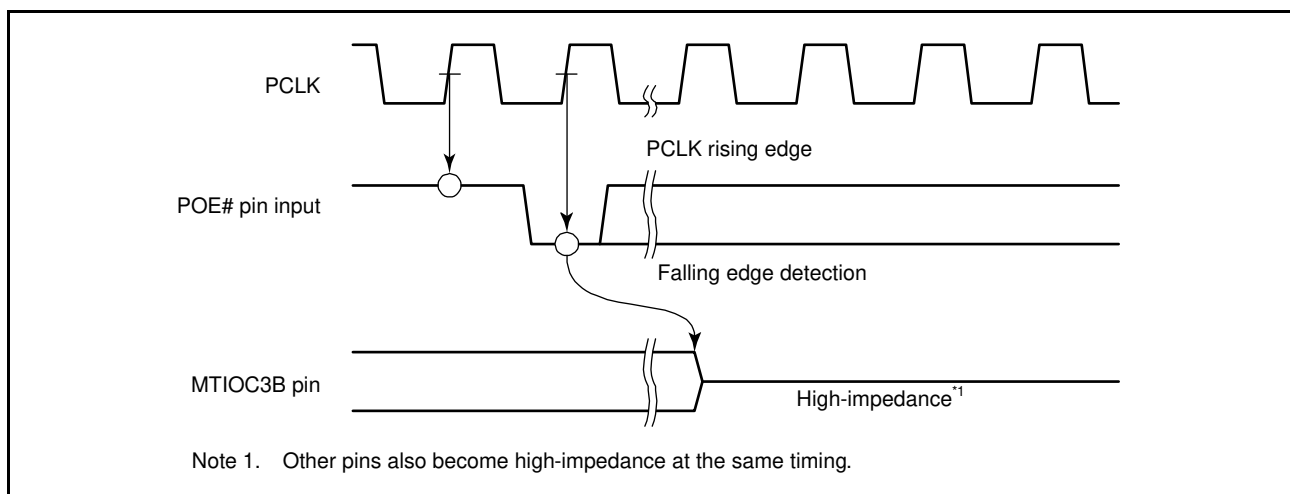 PCLK
PCLK rising edge
POE# pin input
Falling edge detection
MTIOC3B pin
High-impedance*1
Note 1. Other pins also become high-impedance at the same timing.